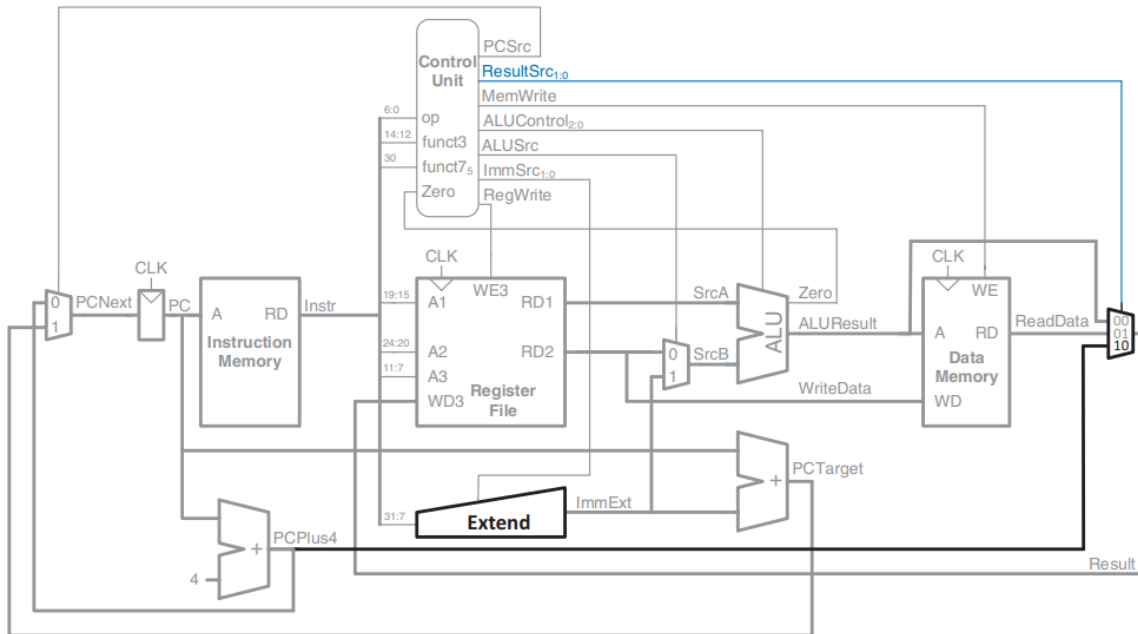 PCSrc
Control
Unit
ResultSrc1:0
MemWrite
6:0
op
ALUControl2:0
14:12
funct3
ALUSrc
30
funct75
ImmSrc1:0
Zero
RegWrite
CLK
CLK
CLK
0
1
PCNext
PC
A
RD
Instr
Instruction
Memory
19:15
A1
WE3
RD1
SrcA
Zero
WE
24:20
A2
RD2
0
1
SrcB
ALU
ALUResult
A
RD
ReadData
00
01
10
11:7
A3
Data
Memory
WD3
Register
File
WriteData
WD
PCTarget
+
31:7
Extend
ImmExt
PCPlus4
+
4
Result